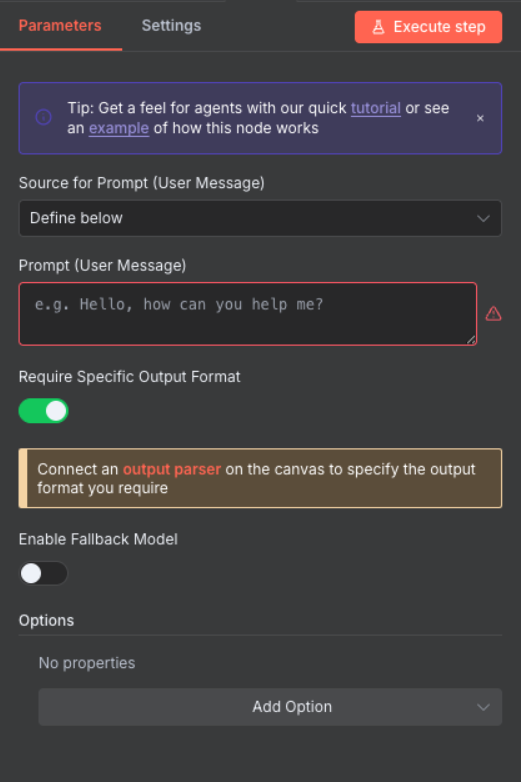 Parameters
Settings
Execute step
Tip: Get a feel for agents with our quick tutorial or see
an example of how this node works
×
Source for Prompt (User Message)
Define below
Prompt (User Message)
e.g. Hello, how can you help me?
Require Specific Output Format
Connect an output parser on the canvas to specify the output
format you require
Enable Fallback Model
Options
No properties
Add Option